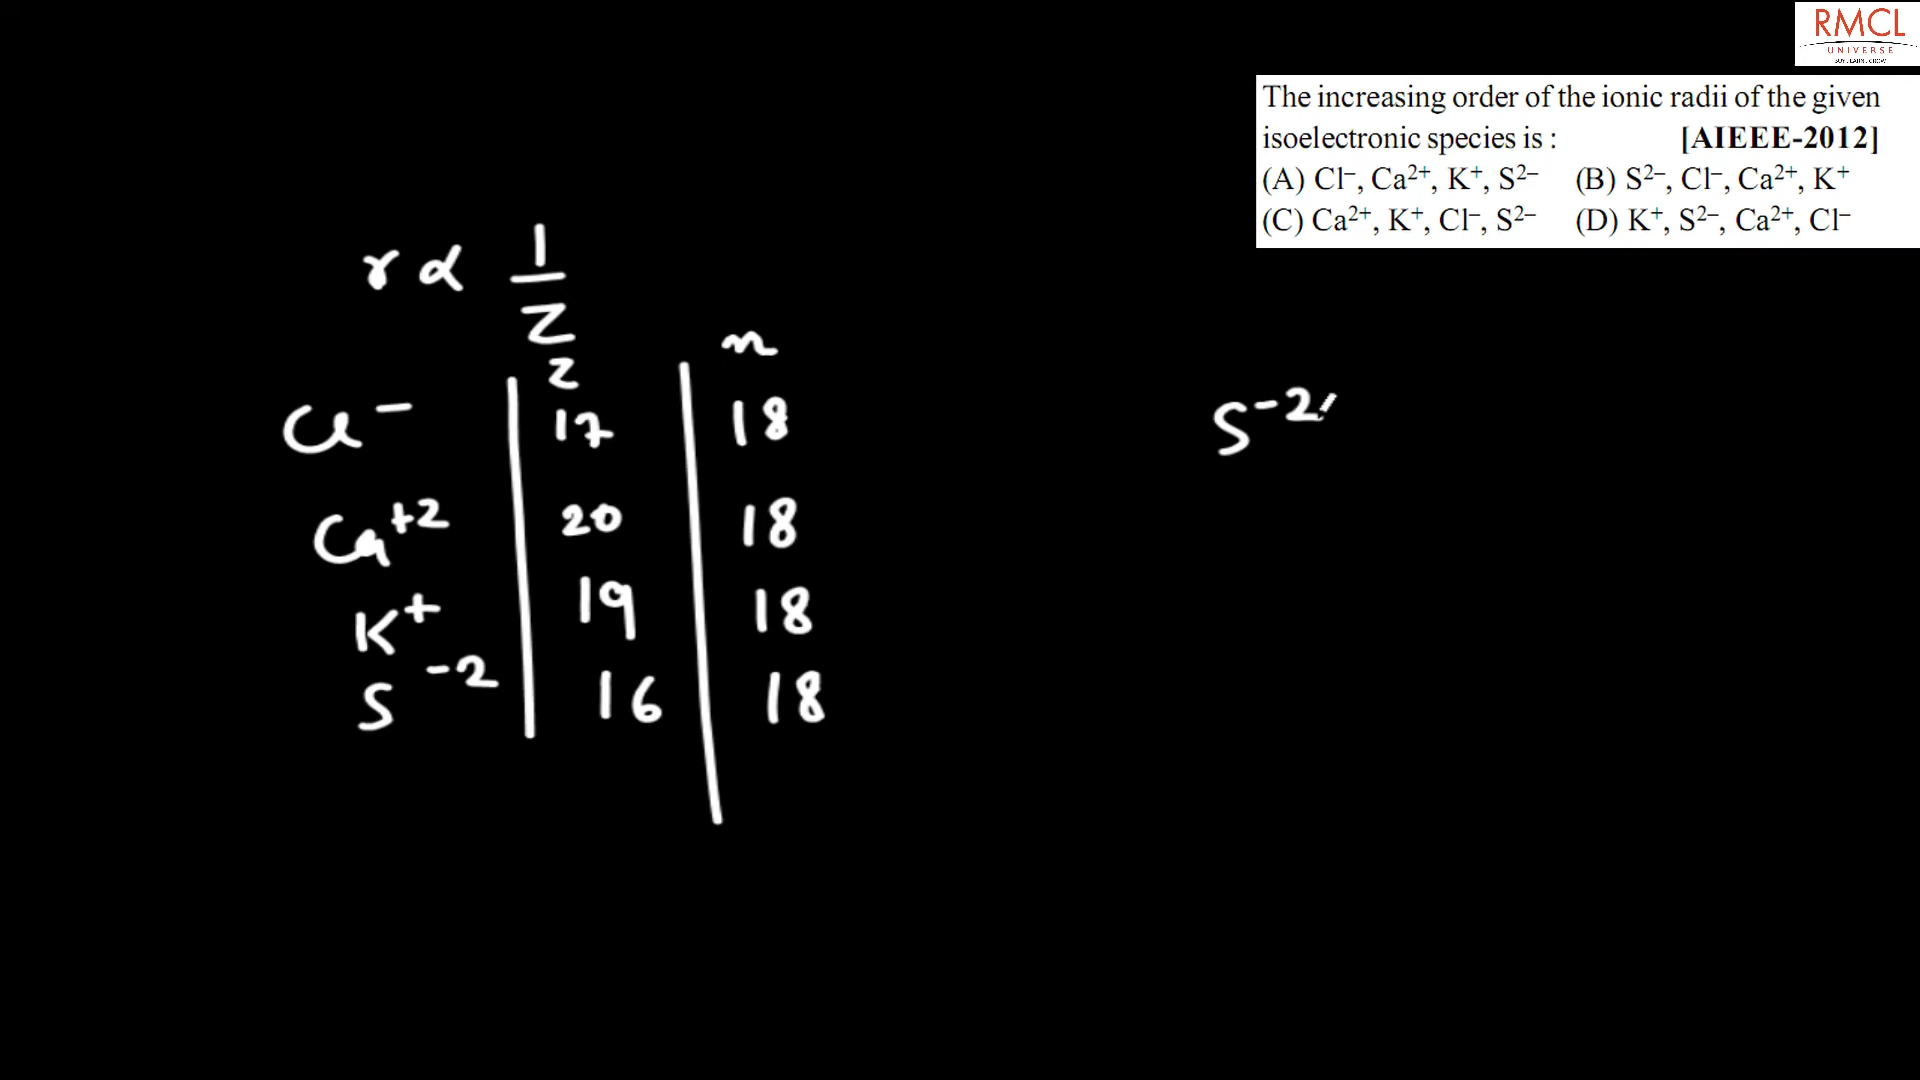 RMCL
UNIVERSE
The increasing order of the ionic radii of the given
isoelectronic species is : [AIEEE-2012]
(A) Cl⁻, Ca²⁺, K⁺, S²⁻ (B) S²⁻, Cl⁻, Ca²⁺, K⁺
(C) Ca²⁺, K⁺, Cl⁻, S²⁻ (D) K⁺, S²⁻, Ca²⁺, Cl⁻
r ∝ 1/Z
Z n
Cl⁻ 17 18
Ca⁺² 20 18
K⁺ 19 18
S⁻² 16 18
S⁻²